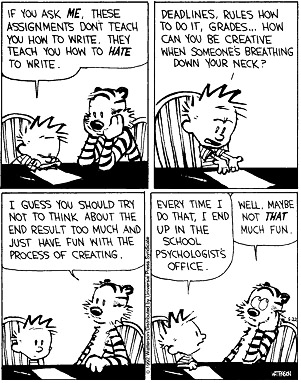 IF YOU ASK ME, THESE
ASSIGNMENTS DON'T TEACH
YOU HOW TO WRITE. THEY
TEACH YOU HOW TO HATE
TO WRITE.
DEADLINES, RULES HOW
TO DO IT, GRADES... HOW
CAN YOU BE CREATIVE
WHEN SOMEONE'S BREATHING
DOWN YOUR NECK?
I GUESS YOU SHOULD TRY
NOT TO THINK ABOUT THE
END RESULT TOO MUCH AND
JUST HAVE FUN WITH THE
PROCESS OF CREATING.
EVERY TIME I
DO THAT, I END
UP IN THE
SCHOOL
PSYCHOLOGIST'S
OFFICE.
WELL, MAYBE
NOT THAT
MUCH FUN.